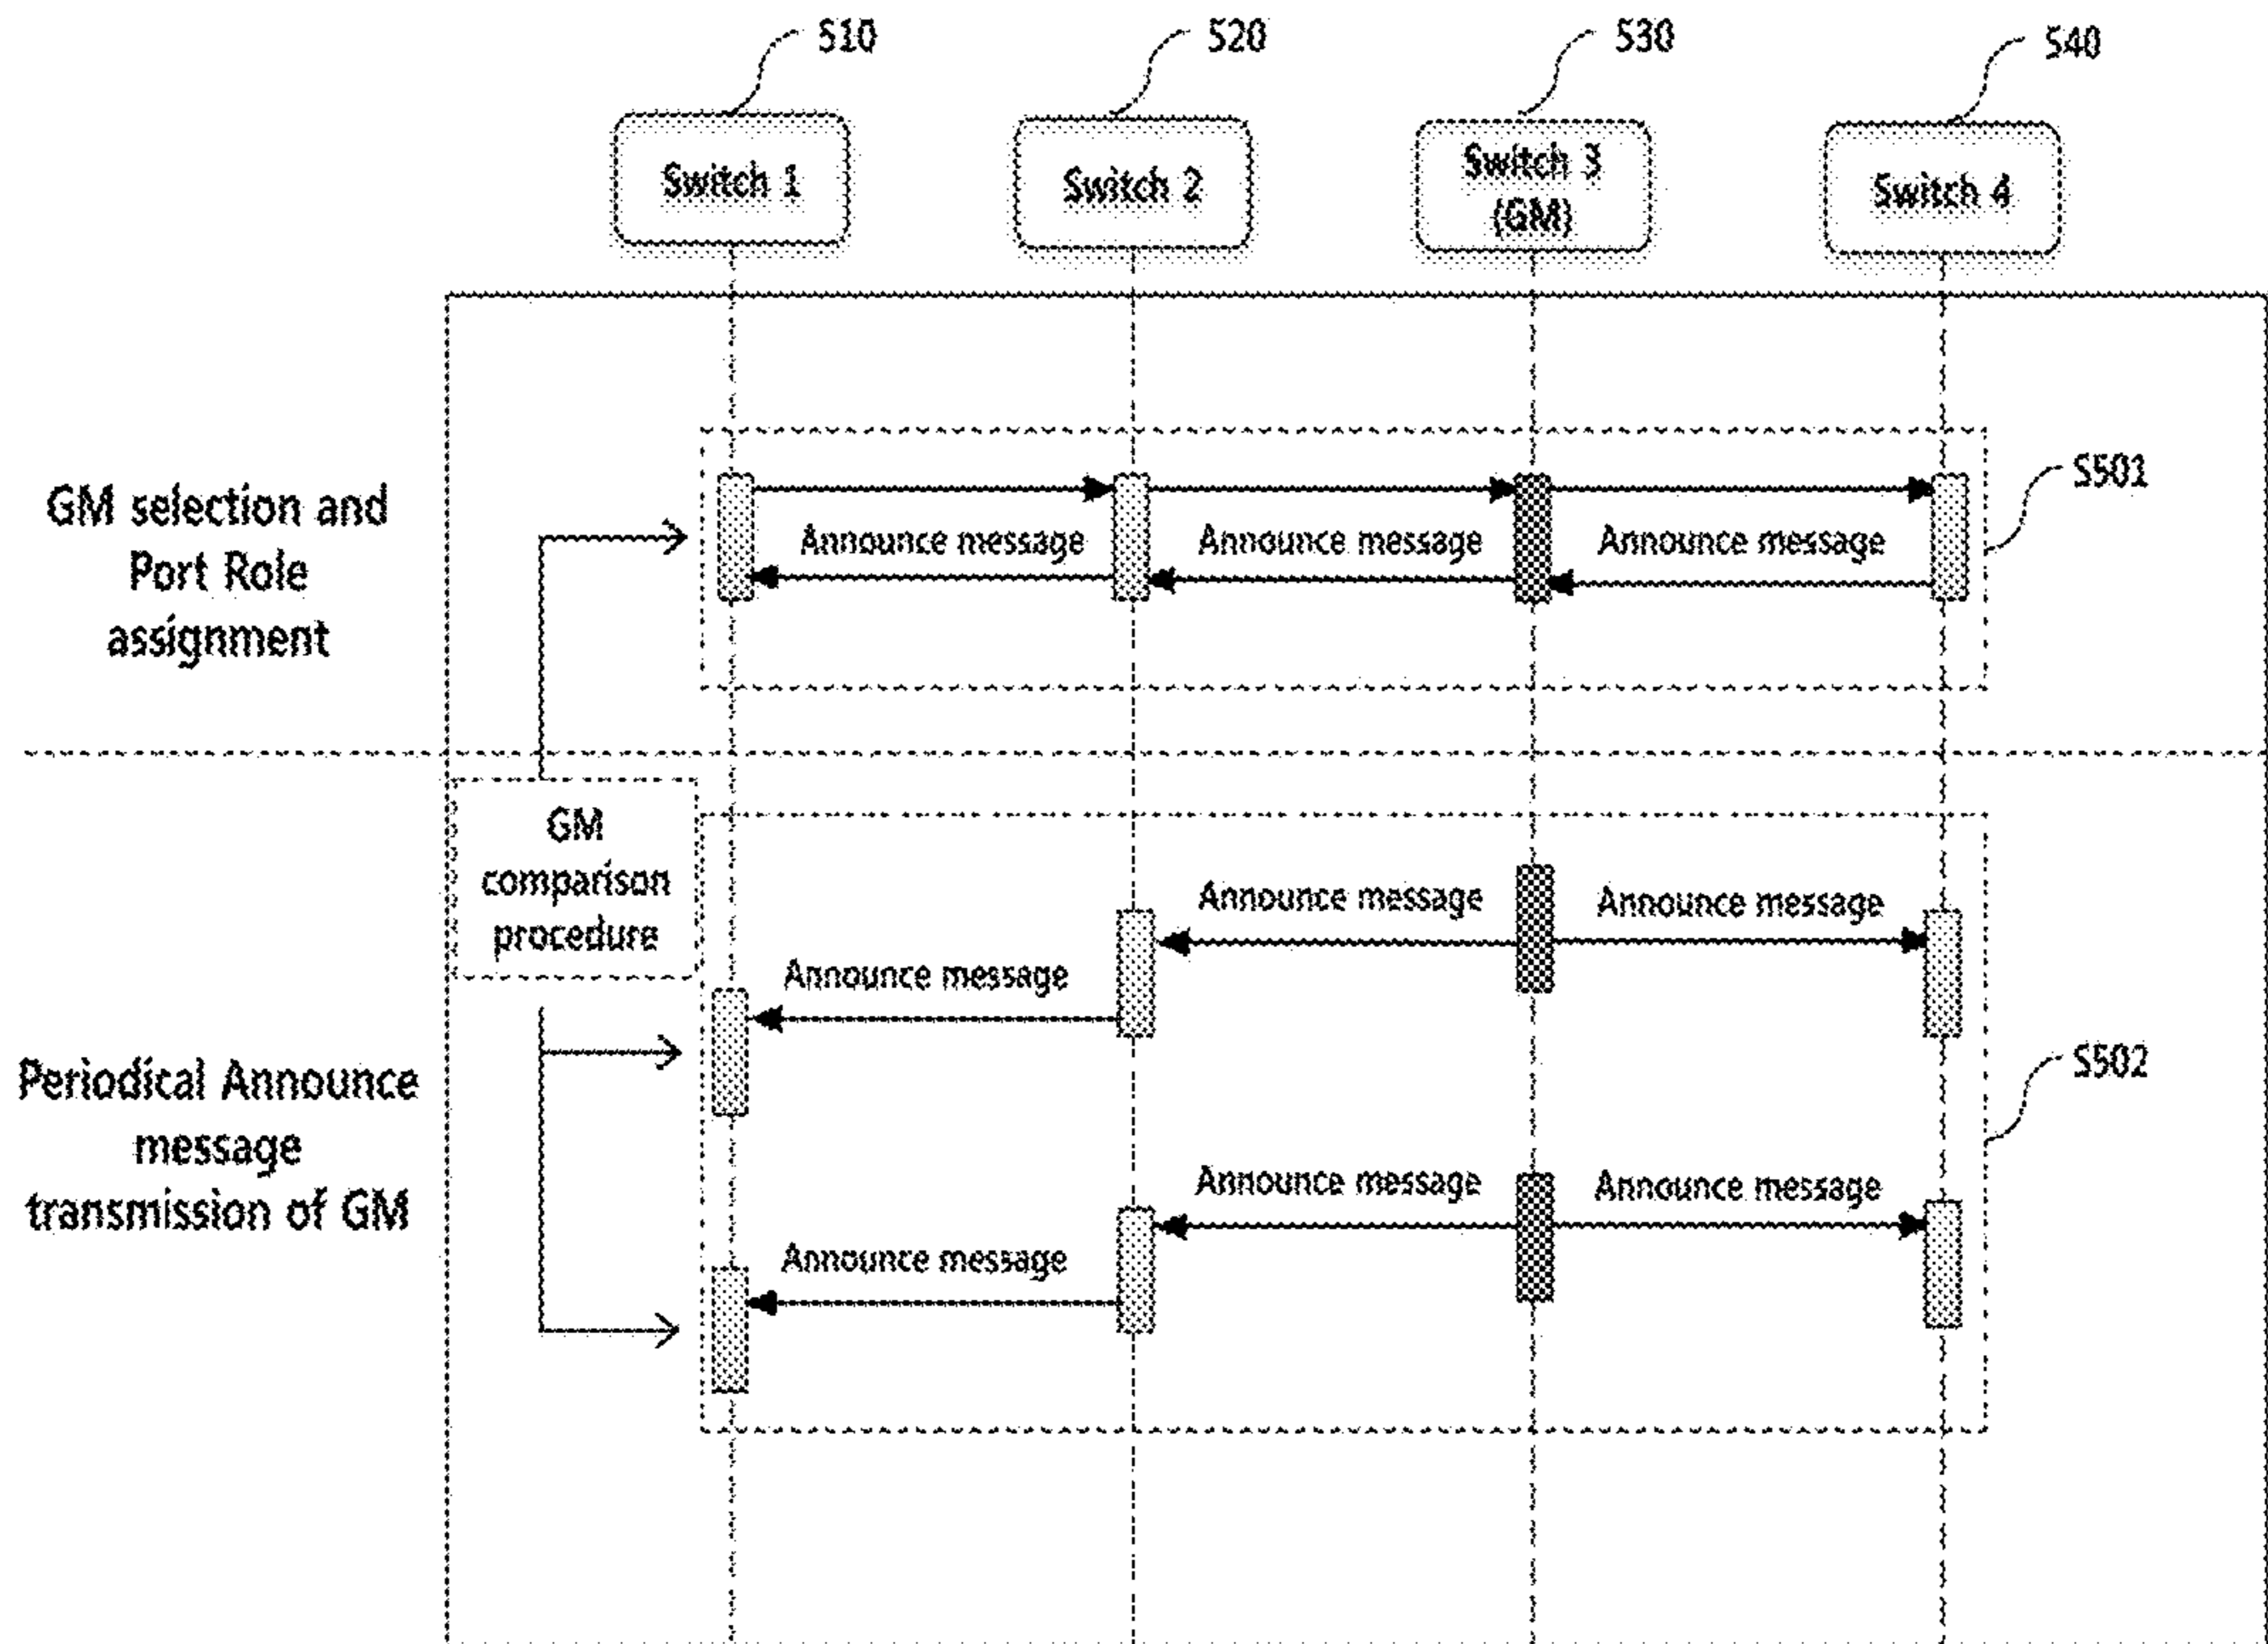 510
520
530
540
Switch 1
Switch 2
Switch 3
(GM)
Switch 4
GM selection and
Port Role
assignment
Announce message
Announce message
Announce message
S501
GM
comparison
procedure
Announce message
Announce message
Announce message
Periodical Announce
message
transmission of GM
S502
Announce message
Announce message
Announce message